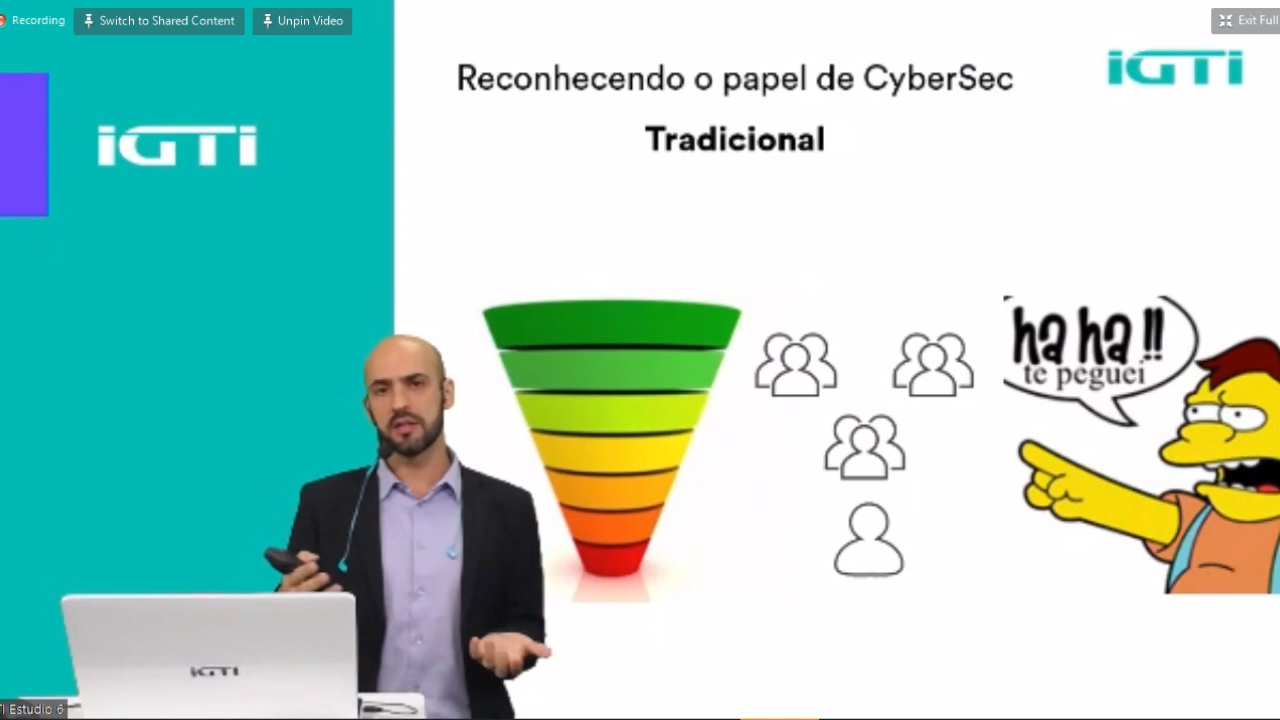 Recording
Switch to Shared Content
Unpin Video
Exit Full
IGTI
Reconhecendo o papel de CyberSec
Tradicional
iGTi
ha ha !!
te peguei
iGTi
I Estudio 6